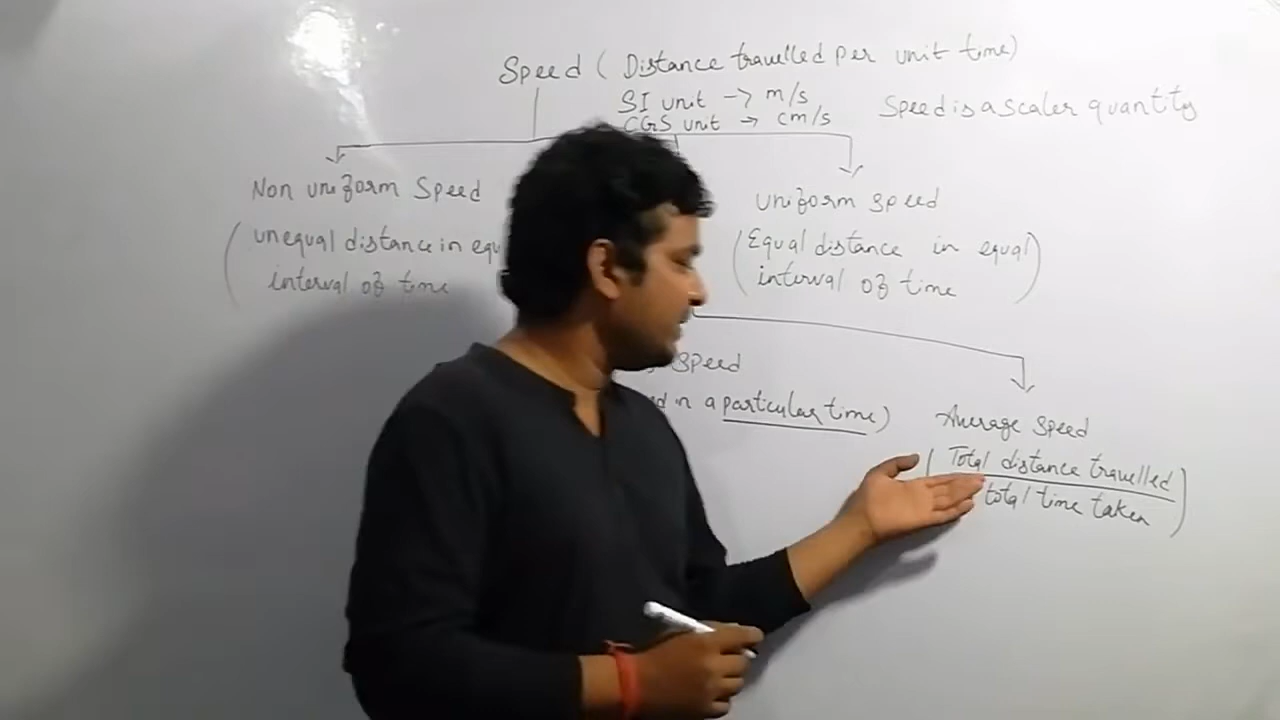 Speed ( Distance travelled per unit time)
SI unit -> m/s
CGS unit -> cm/s
Speed is a scaler quantity
Non uniform Speed
(unequal distance in equ
interval of time
uniform speed
(Equal distance in equal
interval of time)
speed
in a particular time)
Average speed
(Total distance travelled
total time taken)